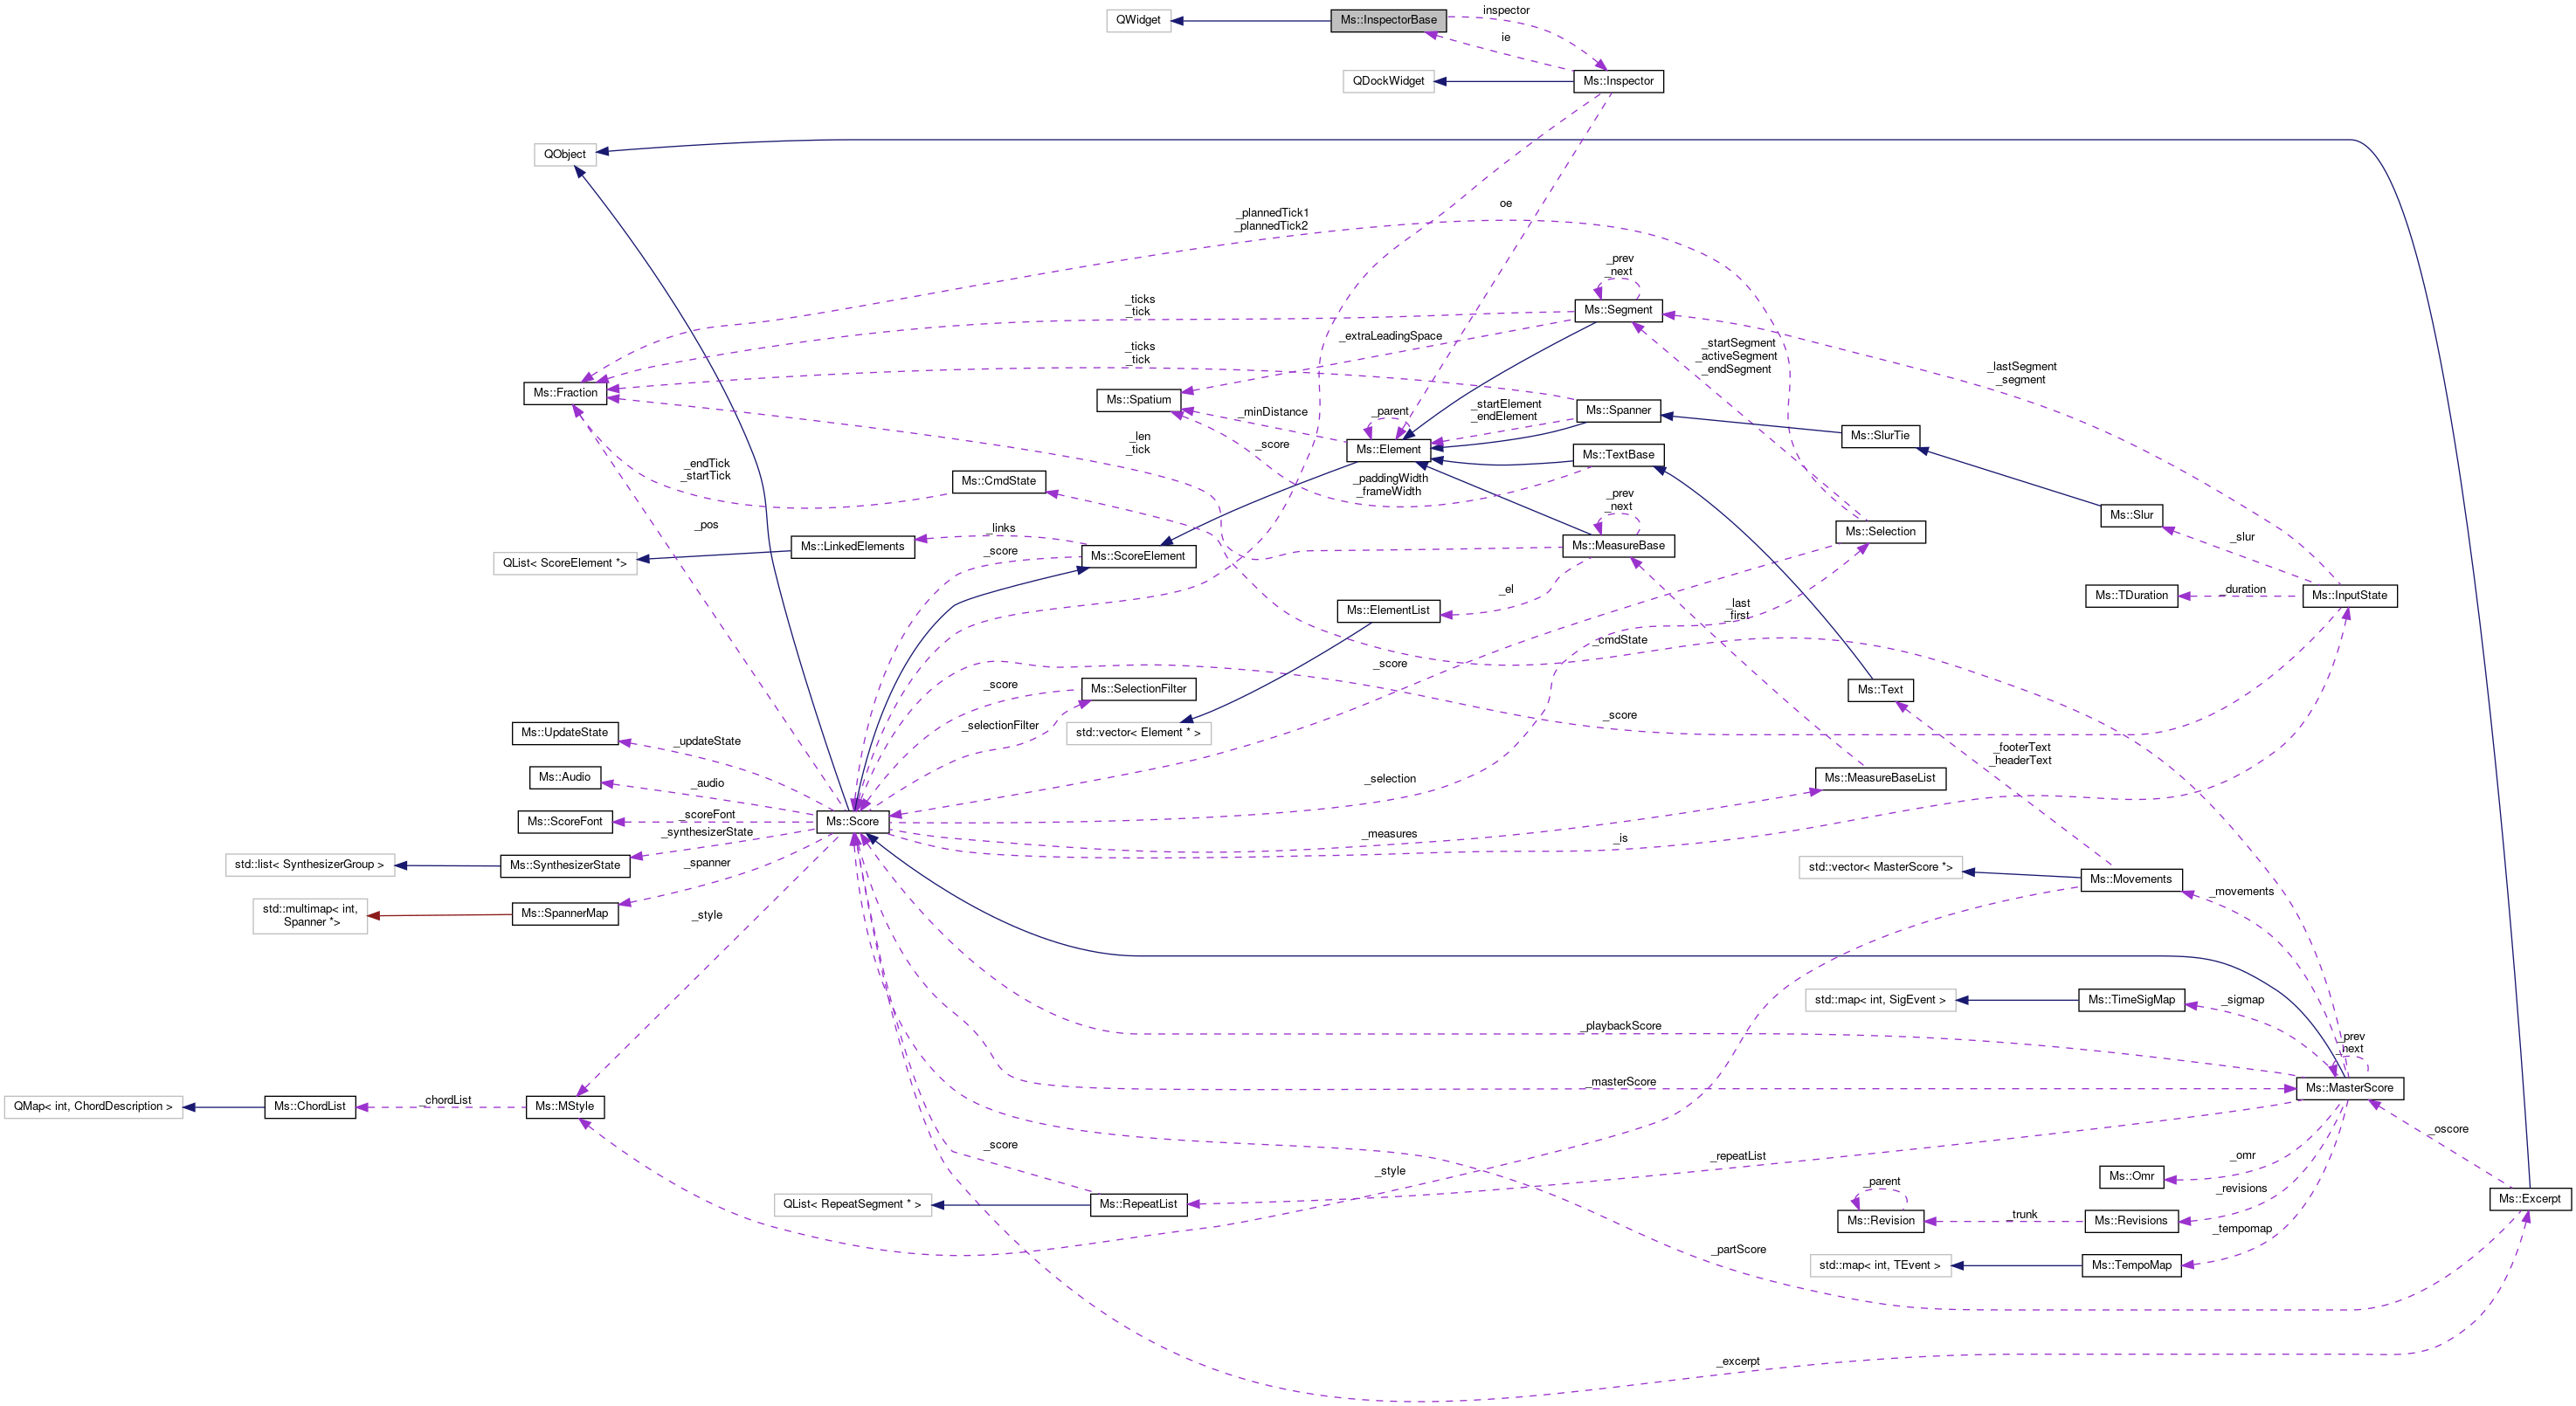 inspector
QWidget
Ms::InspectorBase
ie
QDockWidget
Ms::Inspector
QObject
oe
_plannedTick1
_plannedTick2
_prev
_next
_ticks
_tick
Ms::Segment
_extraLeadingSpace
_startSegment
_activeSegment
_endSegment
_ticks
_tick
_lastSegment
_segment
Ms::Fraction
Ms::Spatium
_minDistance
_parent
_startElement
_endElement
Ms::Spanner
Ms::SlurTie
_len
_tick
_score
Ms::Element
Ms::TextBase
_endTick
_startTick
Ms::CmdState
_paddingWidth
_frameWidth
_prev
_next
_pos
_links
Ms::Slur
Ms::Selection
QList< ScoreElement *>
Ms::LinkedElements
_score
Ms::ScoreElement
Ms::MeasureBase
_slur
_el
Ms::TDuration
_duration
Ms::InputState
Ms::ElementList
_last
_first
_cmdState
_score
_score
Ms::SelectionFilter
Ms::Text
_selectionFilter
std::vector< Element * >
_score
Ms::UpdateState
_updateState
_footerText
_headerText
Ms::Audio
_audio
_selection
Ms::MeasureBaseList
Ms::ScoreFont
_scoreFont
Ms::Score
_synthesizerState
_measures
_is
std::list< SynthesizerGroup >
Ms::SynthesizerState
_spanner
std::vector< MasterScore *>
Ms::Movements
_movements
std::multimap< int,
Spanner *>
Ms::SpannerMap
_style
std::map< int, SigEvent >
Ms::TimeSigMap
_sigmap
_playbackScore
_prev
_next
_masterScore
Ms::MasterScore
QMap< int, ChordDescription >
Ms::ChordList
_chordList
Ms::MStyle
_oscore
_score
_style
_repeatList
_omr
Ms::Omr
_parent
_revisions
QList< RepeatSegment * >
Ms::RepeatList
Ms::Excerpt
Ms::Revision
_trunk
Ms::Revisions
_tempomap
_partScore
std::map< int, TEvent >
Ms::TempoMap
_excerpt